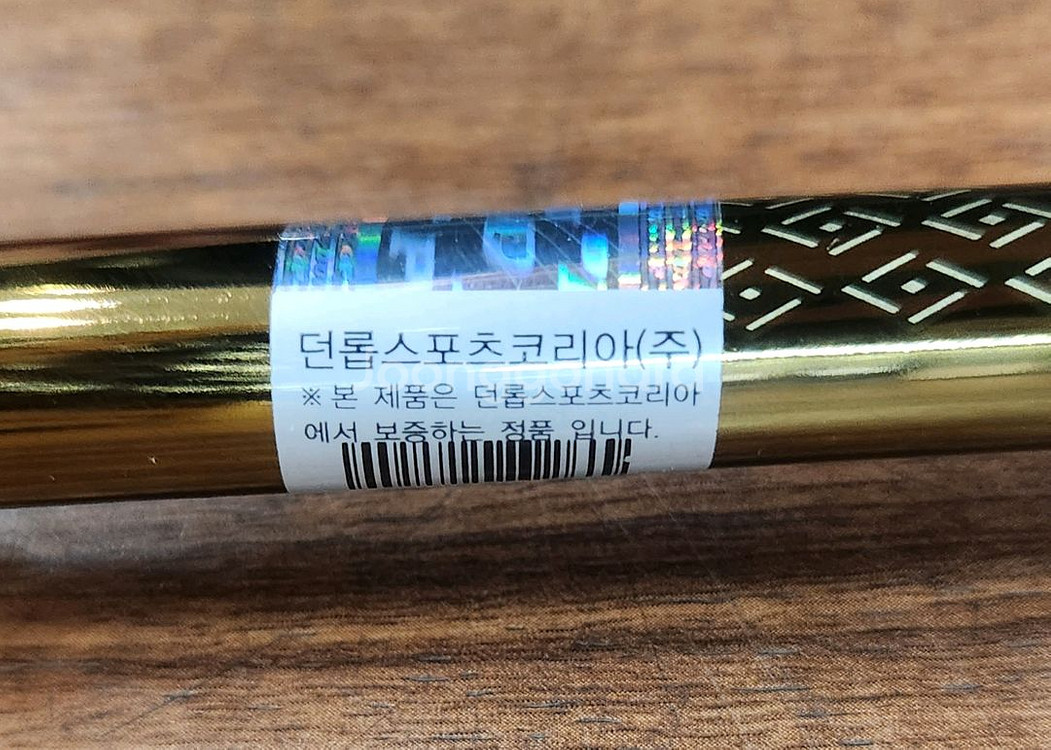 던롭스포츠코리아(주)
※ 본 제품은 던롭스포츠코리아
에서 보증하는 정품 입니다.